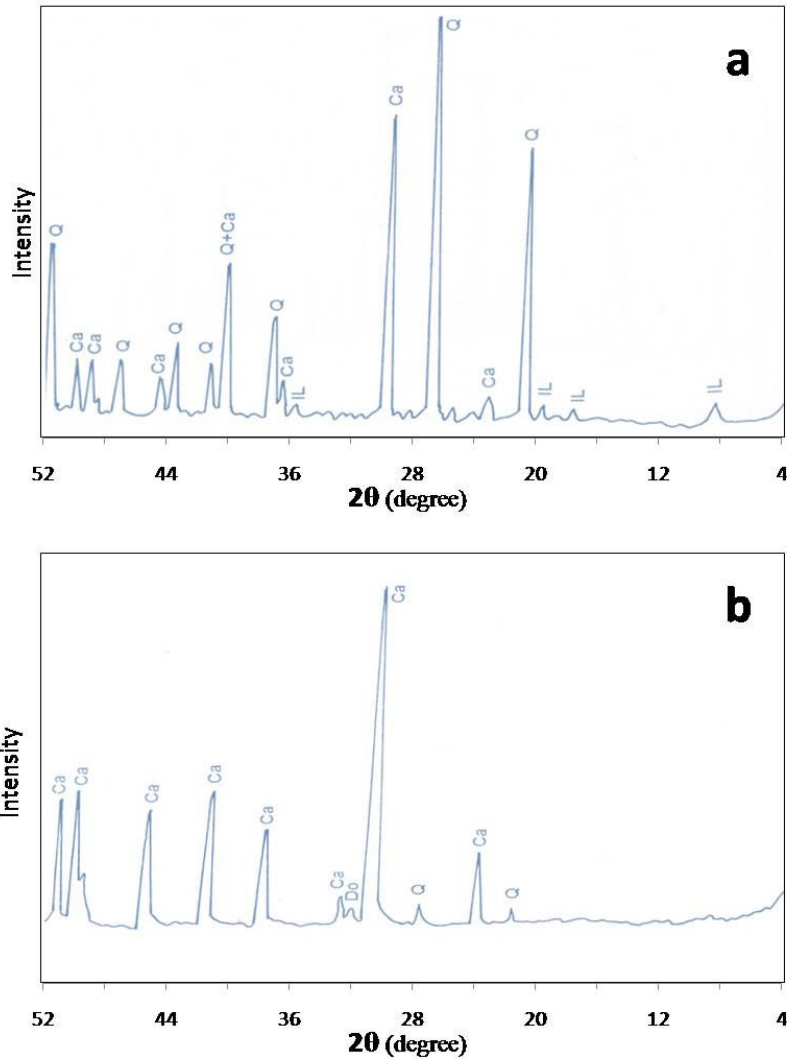 a
Intensity
Q
Ca
Ca
Q
Ca
Q
Q
Q+Ca
Q
Ca
IL
Ca
Q
Ca
Q
IL
IL
IL
52 44 36 28 20 12 4
2θ (degree)
b
Intensity
Ca
Ca
Ca
Ca
Ca
Ca
Do
Ca
Q
Ca
Q
52 44 36 28 20 12 4
2θ (degree)